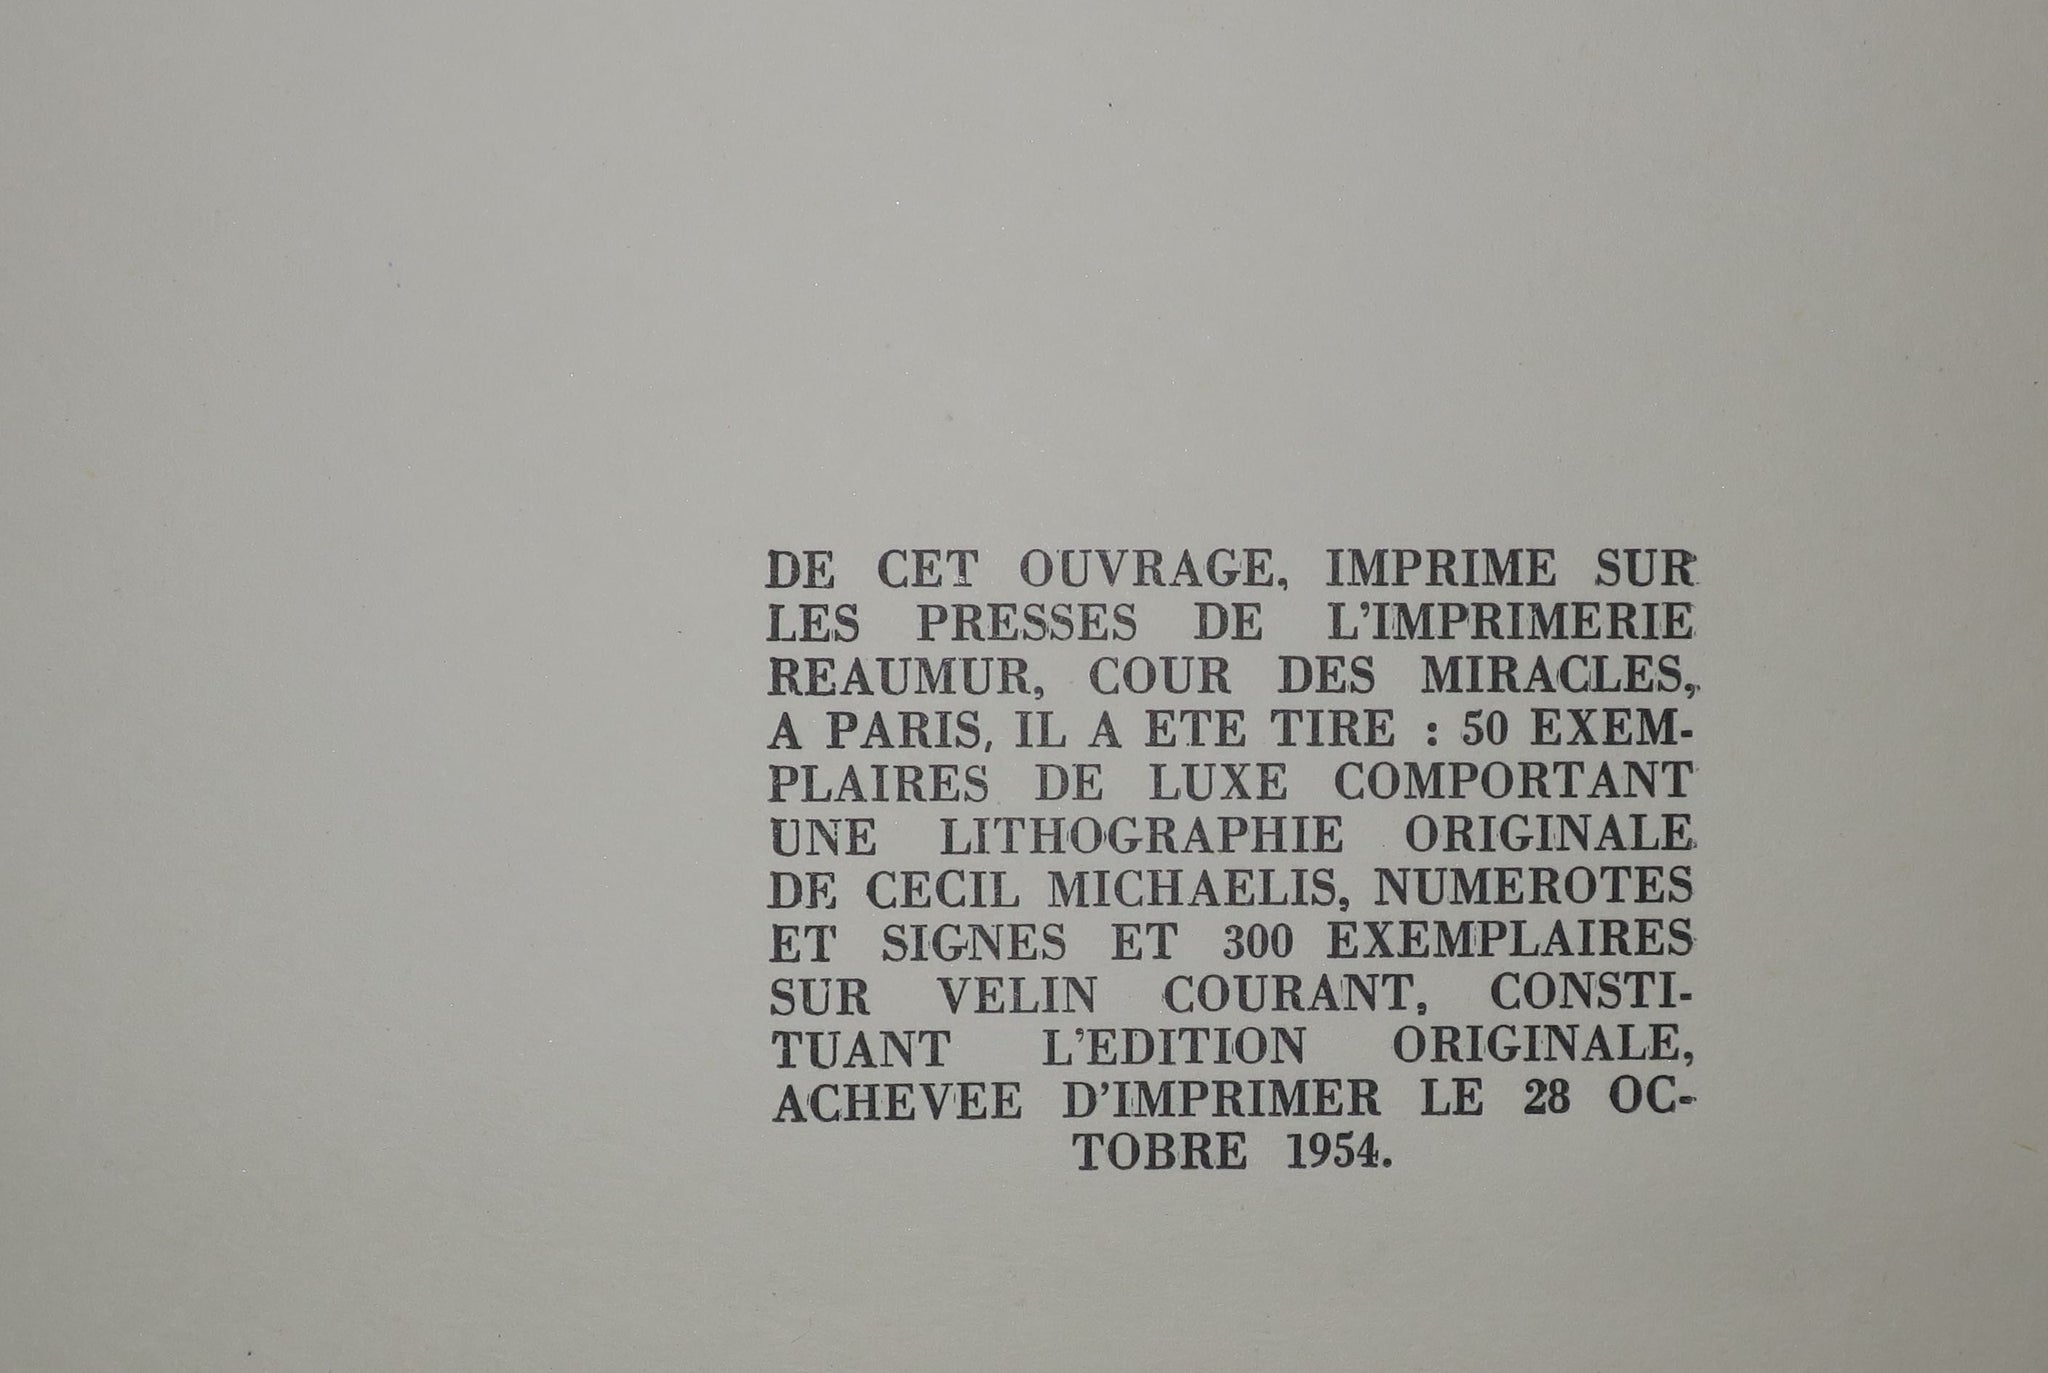 DE CET OUVRAGE, IMPRIME SUR
LES PRESSES DE L'IMPRIMERIE
REAUMUR, COUR DES MIRACLES,
A PARIS, IL A ETE TIRE : 50 EXEM-
PLAIRES DE LUXE COMPORTANT
UNE LITHOGRAPHIE ORIGINALE
DE CECIL MICHAELIS, NUMEROTES
ET SIGNES ET 300 EXEMPLAIRES
SUR VELIN COURANT, CONSTI-
TUANT L'EDITION ORIGINALE,
ACHEVEE D'IMPRIMER LE 28 OC-
TOBRE 1954.